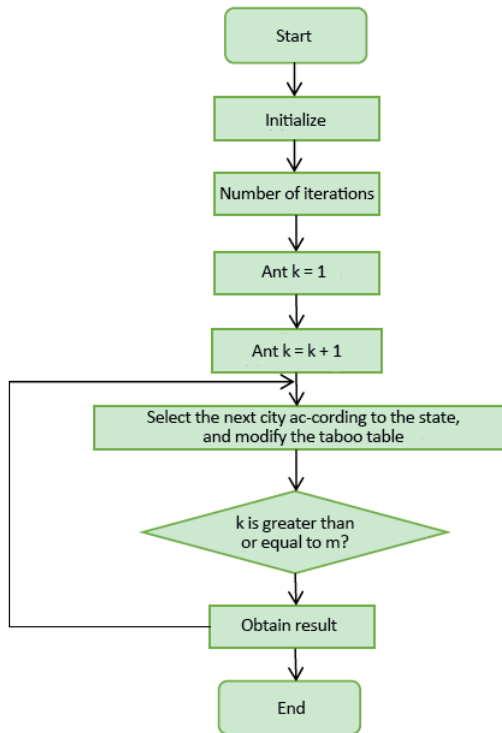 Start
Initialize
Number of iterations
Ant k = 1
Ant k = k + 1
Select the next city ac-cording to the state,
and modify the taboo table
k is greater than
or equal to m?
Obtain result
End